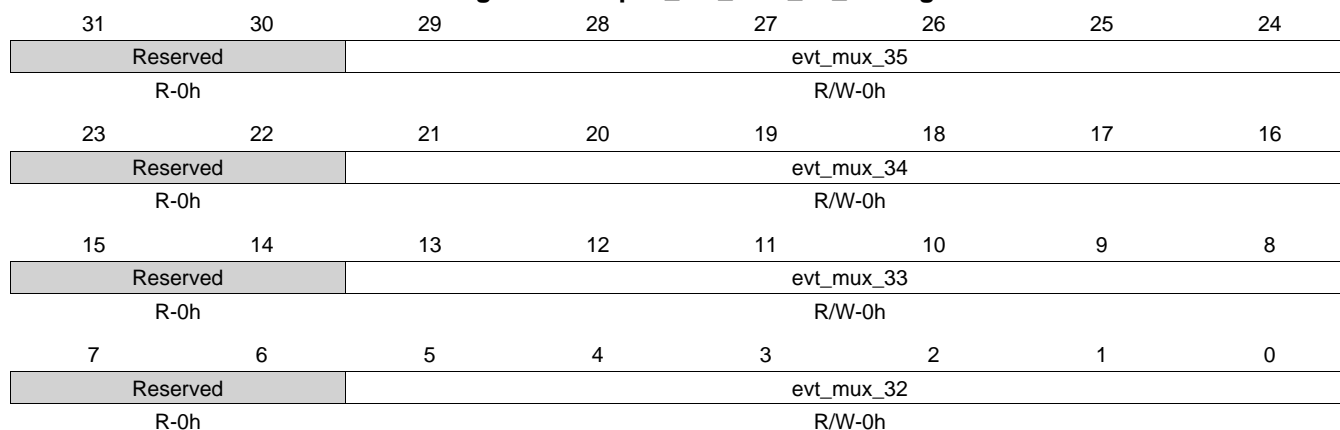 31 30 29 28 27 26 25 24
Reserved evt_mux_35
R-0h R/W-0h
23 22 21 20 19 18 17 16
Reserved evt_mux_34
R-0h R/W-0h
15 14 13 12 11 10 9 8
Reserved evt_mux_33
R-0h R/W-0h
7 6 5 4 3 2 1 0
Reserved evt_mux_32
R-0h R/W-0h